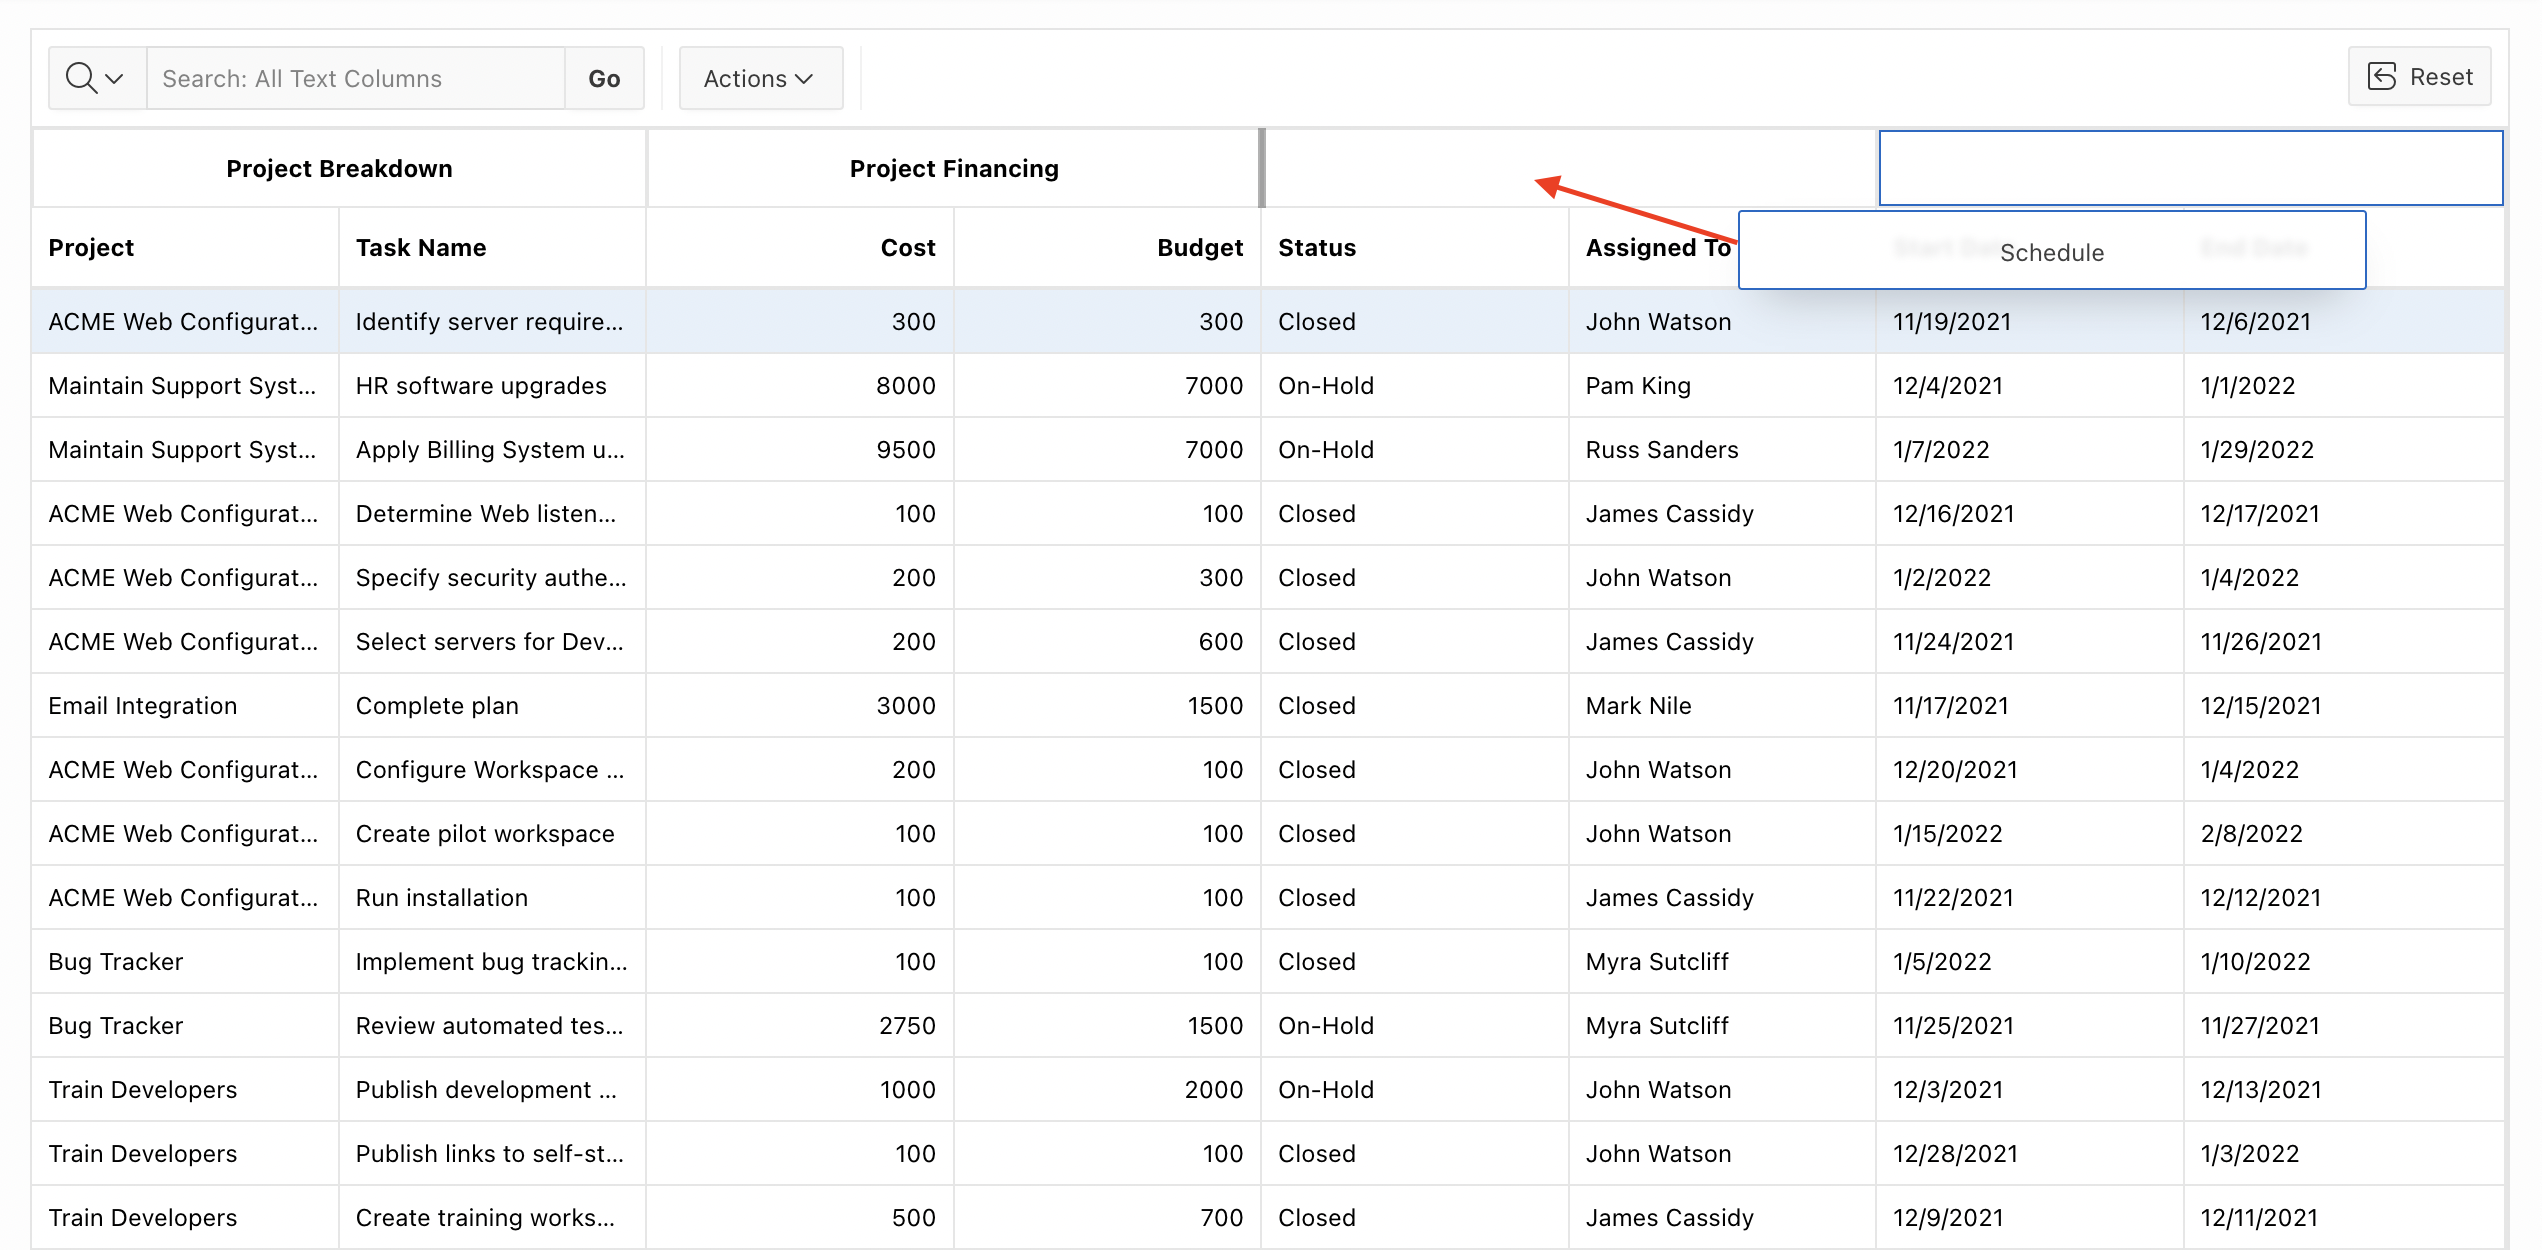 Search: All Text Columns Go Actions Reset
Project Breakdown Project Financing
Project Task Name Cost Budget Status Assigned To Start Date Schedule End Date
ACME Web Configurat... Identify server require... 300 300 Closed John Watson 11/19/2021 12/6/2021
Maintain Support Syst... HR software upgrades 8000 7000 On-Hold Pam King 12/4/2021 1/1/2022
Maintain Support Syst... Apply Billing System u... 9500 7000 On-Hold Russ Sanders 1/7/2022 1/29/2022
ACME Web Configurat... Determine Web listen... 100 100 Closed James Cassidy 12/16/2021 12/17/2021
ACME Web Configurat... Specify security authe... 200 300 Closed John Watson 1/2/2022 1/4/2022
ACME Web Configurat... Select servers for Dev... 200 600 Closed James Cassidy 11/24/2021 11/26/2021
Email Integration Complete plan 3000 1500 Closed Mark Nile 11/17/2021 12/15/2021
ACME Web Configurat... Configure Workspace ... 200 100 Closed John Watson 12/20/2021 1/4/2022
ACME Web Configurat... Create pilot workspace 100 100 Closed John Watson 1/15/2022 2/8/2022
ACME Web Configurat... Run installation 100 100 Closed James Cassidy 11/22/2021 12/12/2021
Bug Tracker Implement bug trackin... 100 100 Closed Myra Sutcliff 1/5/2022 1/10/2022
Bug Tracker Review automated tes... 2750 1500 On-Hold Myra Sutcliff 11/25/2021 11/27/2021
Train Developers Publish development ... 1000 2000 On-Hold John Watson 12/3/2021 12/13/2021
Train Developers Publish links to self-st... 100 100 Closed John Watson 12/28/2021 1/3/2022
Train Developers Create training works... 500 700 Closed James Cassidy 12/9/2021 12/11/2021